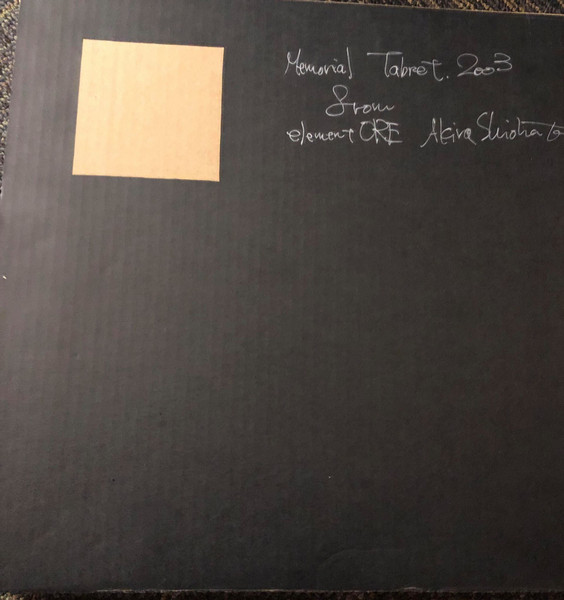 Memorial Tabret. 2003
from
element ORE Akira Shiohata